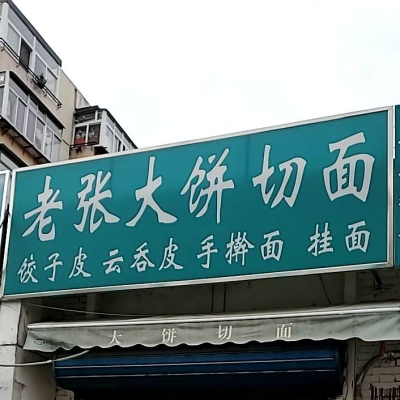 老张大饼切面
饺子皮 云吞皮 手擀面 挂面
大饼切面